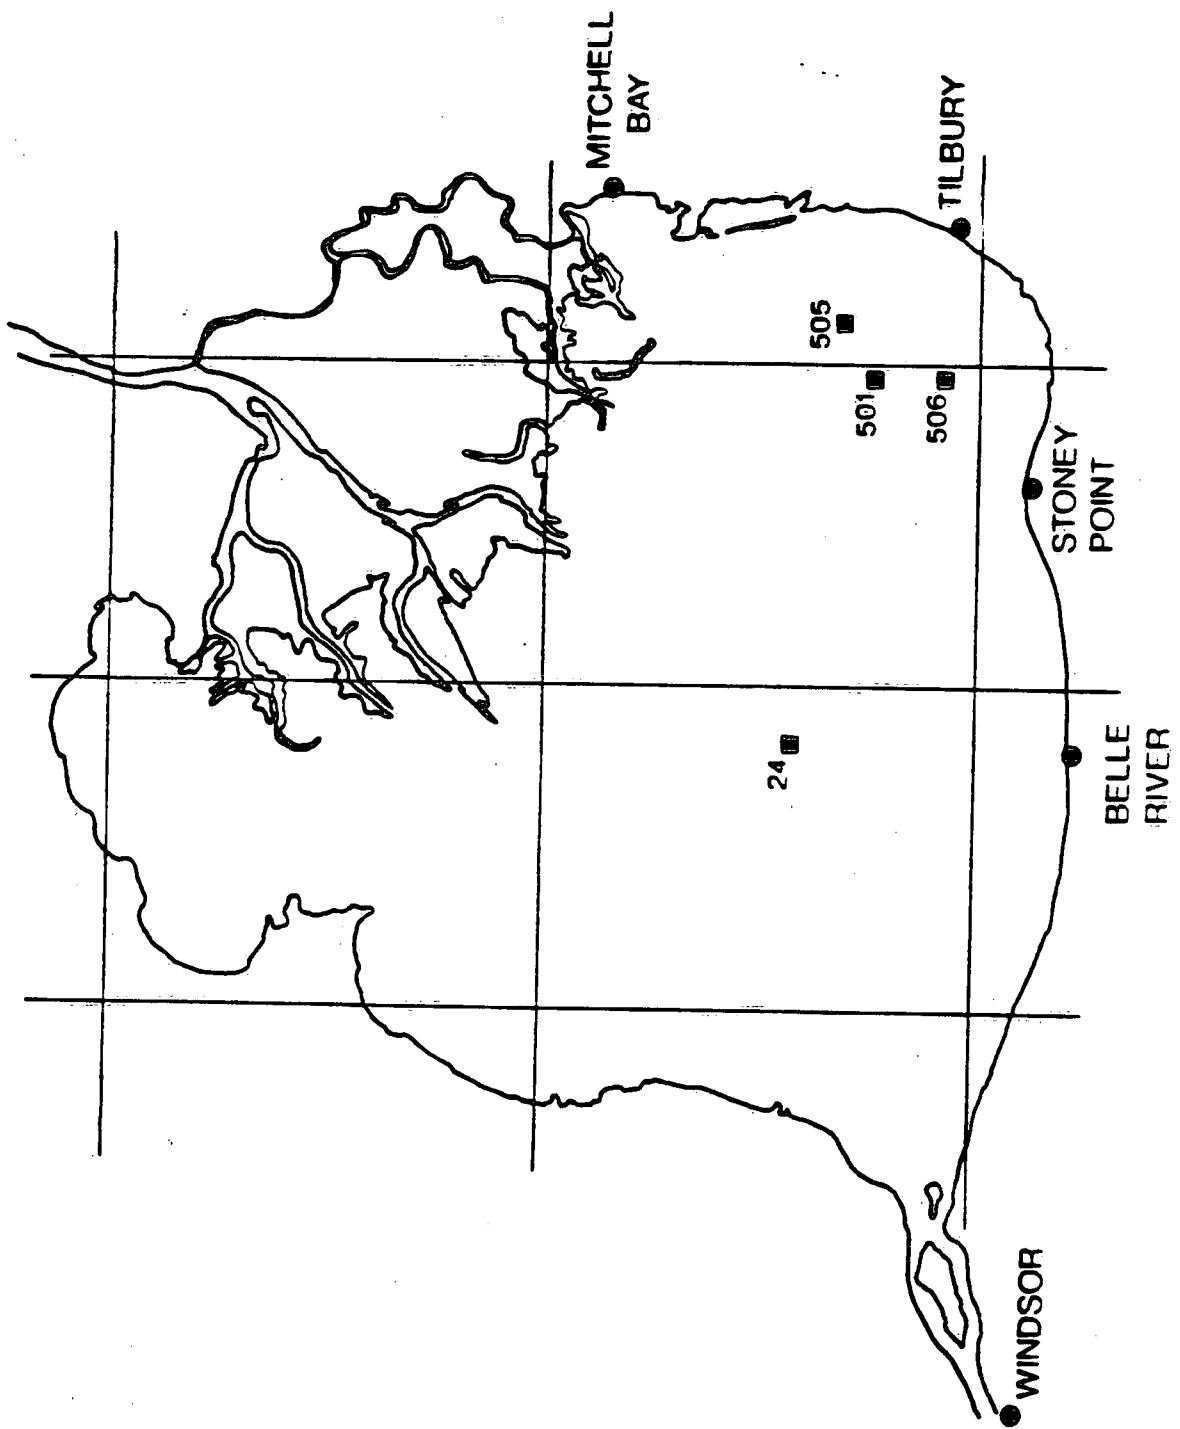 MITCHELL
BAY
TILBURY
505
501
506
STONEY
POINT
24
BELLE
RIVER
WINDSOR